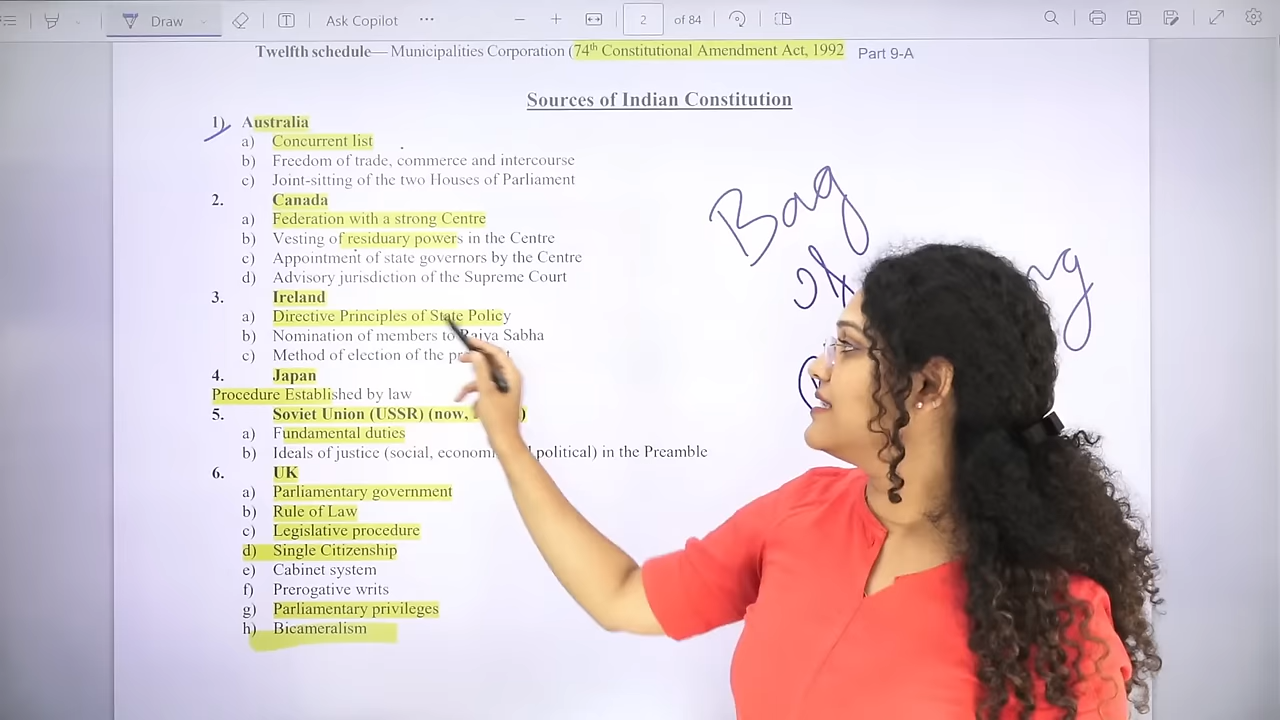 Draw
Ask Copilot
2 of 84
Twelfth schedule— Municipalities Corporation (74th Constitutional Amendment Act, 1992 Part 9-A
Sources of Indian Constitution
1) Australia
a) Concurrent list
b) Freedom of trade, commerce and intercourse
c) Joint-sitting of the two Houses of Parliament
2. Canada
a) Federation with a strong Centre
b) Vesting of residuary powers in the Centre
c) Appointment of state governors by the Centre
d) Advisory jurisdiction of the Supreme Court
3. Ireland
a) Directive Principles of State Policy
b) Nomination of members to Rajya Sabha
c) Method of election of the
4. Japan
Procedure Established by law
5. Soviet Union (USSR) (now,
a) Fundamental duties
b) Ideals of justice (social, political) in the Preamble
6. UK
a) Parliamentary government
b) Rule of Law
c) Legislative procedure
d) Single Citizenship
e) Cabinet system
f) Prerogative writs
g) Parliamentary privileges
h) Bicameralism
Bag
of